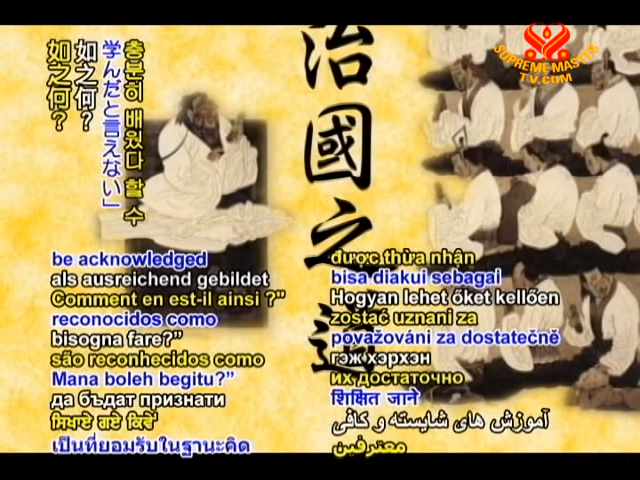 SUPREME MASTER
TV.COM
治國之道
충분히 배웠다 할 수
学んだと言えない」
如之何？
如之何？
be acknowledged
als ausreichend gebildet
Comment en est-il ainsi ?"
reconocidos como
bisogna fare?”
são reconhecidos como
Mana boleh begitu?”
да бъдат признати
ਸਿਖਾਏ ਗਏ ਕਿਵੇਂ
เป็นที่ยอมรับในฐานะคิด
được thừa nhận
bisa diakui sebagai
Hogyan lehet őket kellően
zostać uznani za
považováni za dostatečně
гэж хэрхэн
их достаточно
शिक्षित जाने
آموزش های شایسته و کافی
معترفین